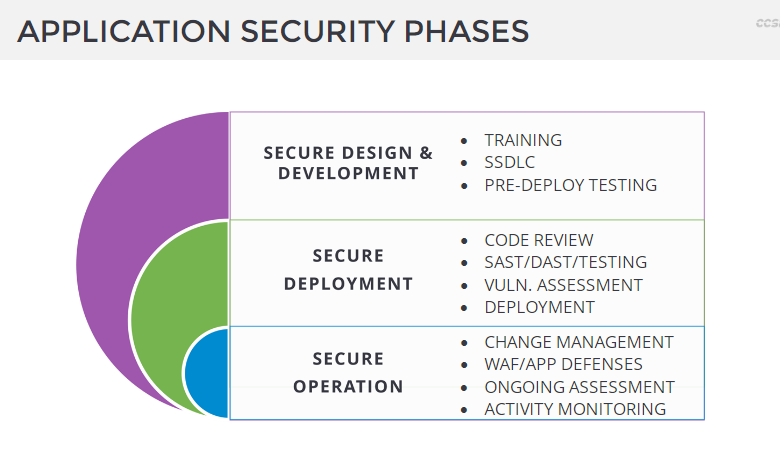 APPLICATION SECURITY PHASES
SECURE DESIGN &
DEVELOPMENT
• TRAINING
• SSDLC
• PRE-DEPLOY TESTING
SECURE
DEPLOYMENT
• CODE REVIEW
• SAST/DAST/TESTING
• VULN. ASSESSMENT
• DEPLOYMENT
SECURE
OPERATION
• CHANGE MANAGEMENT
• WAF/APP DEFENSES
• ONGOING ASSESSMENT
• ACTIVITY MONITORING